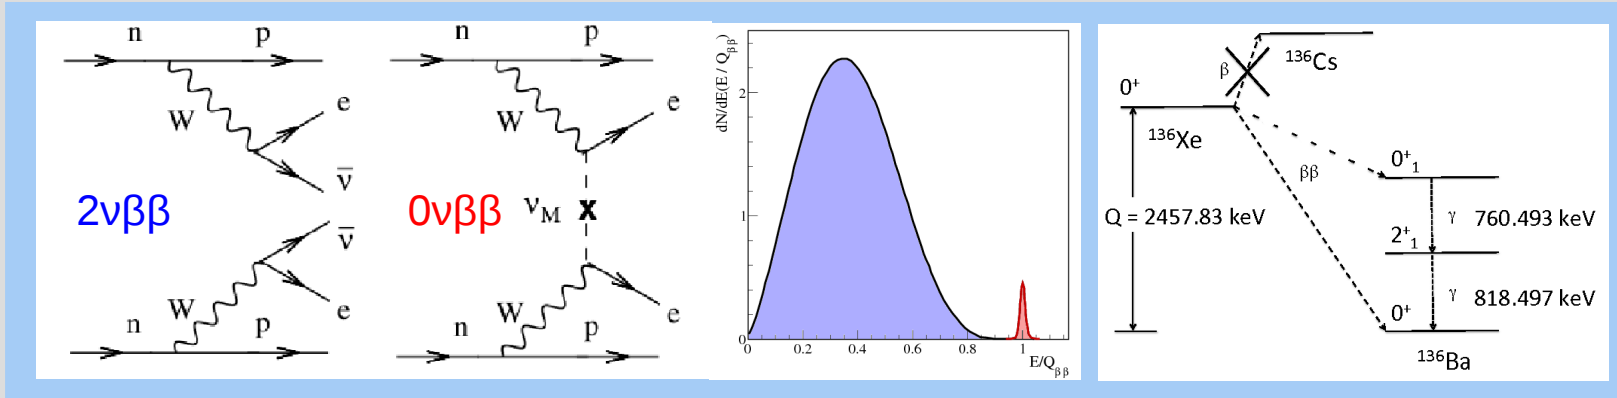 n p
W
e
ν̅
2νββ
ν̅
W
e
n p
n p
W
e
0νββ ν_M x
W
e
n p
dN/dE(E / Q_ββ)
2
1
0
0 0.2 0.4 0.6 0.8 1
E/Q_ββ
¹³⁶Cs
β
0⁺
¹³⁶Xe
0⁺₁
ββ
Q = 2457.83 keV
γ 760.493 keV
2⁺₁
γ 818.497 keV
0⁺
¹³⁶Ba